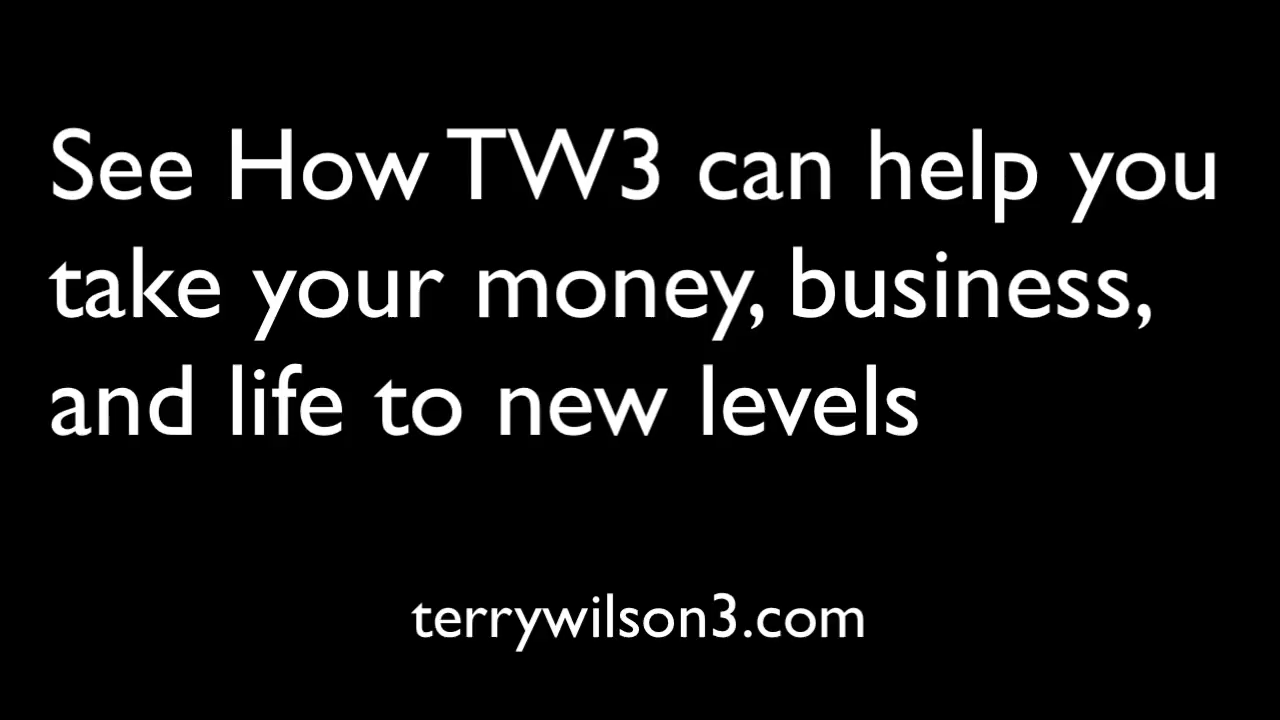 See How TW3 can help you
take your money, business,
and life to new levels
terrywilson3.com